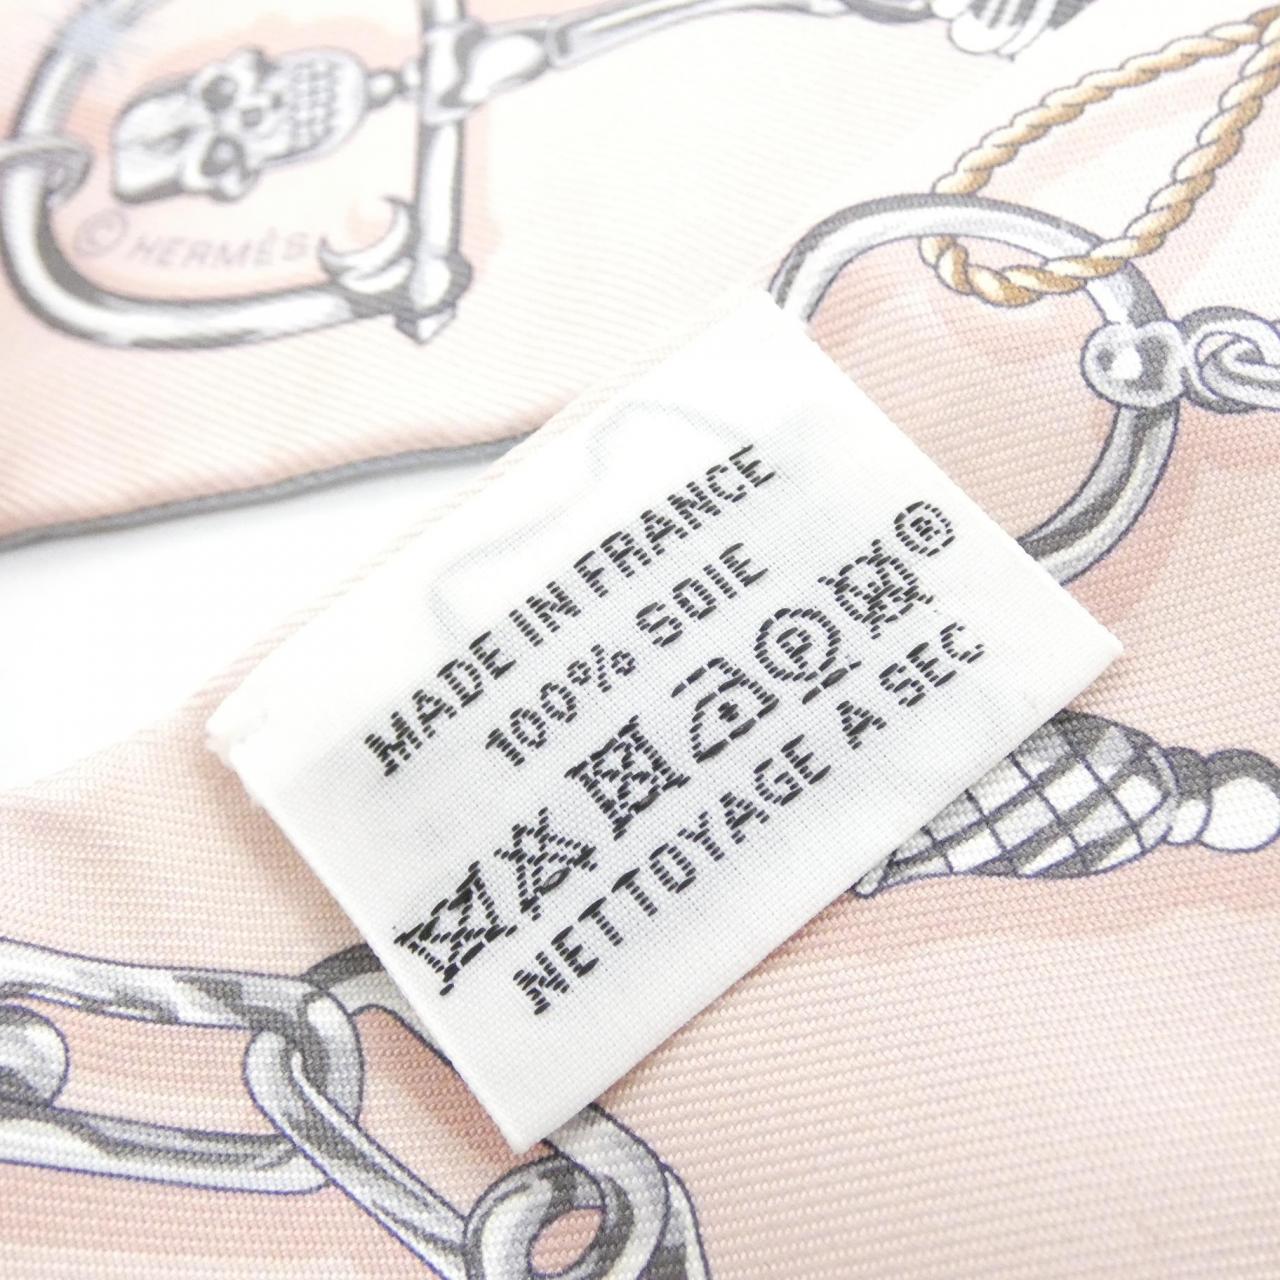 © HERMÈS
MADE IN FRANCE
100% SOIE
P W ®
NETTOYAGE A SEC